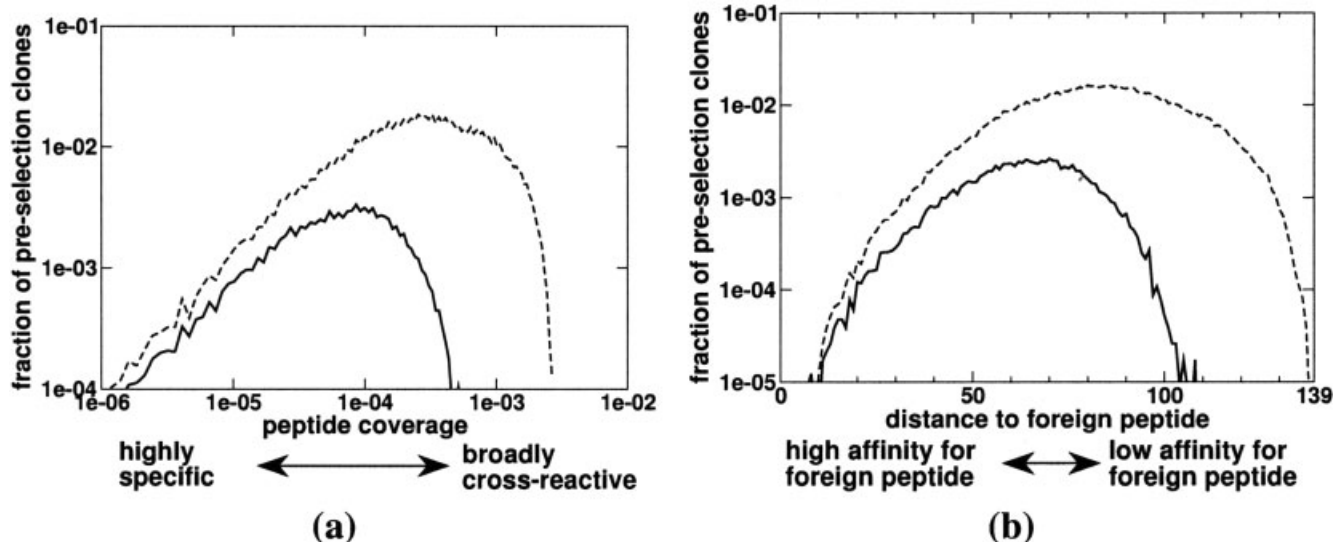 fraction of pre-selection clones
1e-01
1e-02
1e-03
1e-04
1e-06 1e-05 1e-04 1e-03 1e-02
peptide coverage
highly specific
broadly cross-reactive
(a)
fraction of pre-selection clones
1e-01
1e-02
1e-03
1e-04
1e-05
0 50 100 139
distance to foreign peptide
high affinity for foreign peptide
low affinity for foreign peptide
(b)